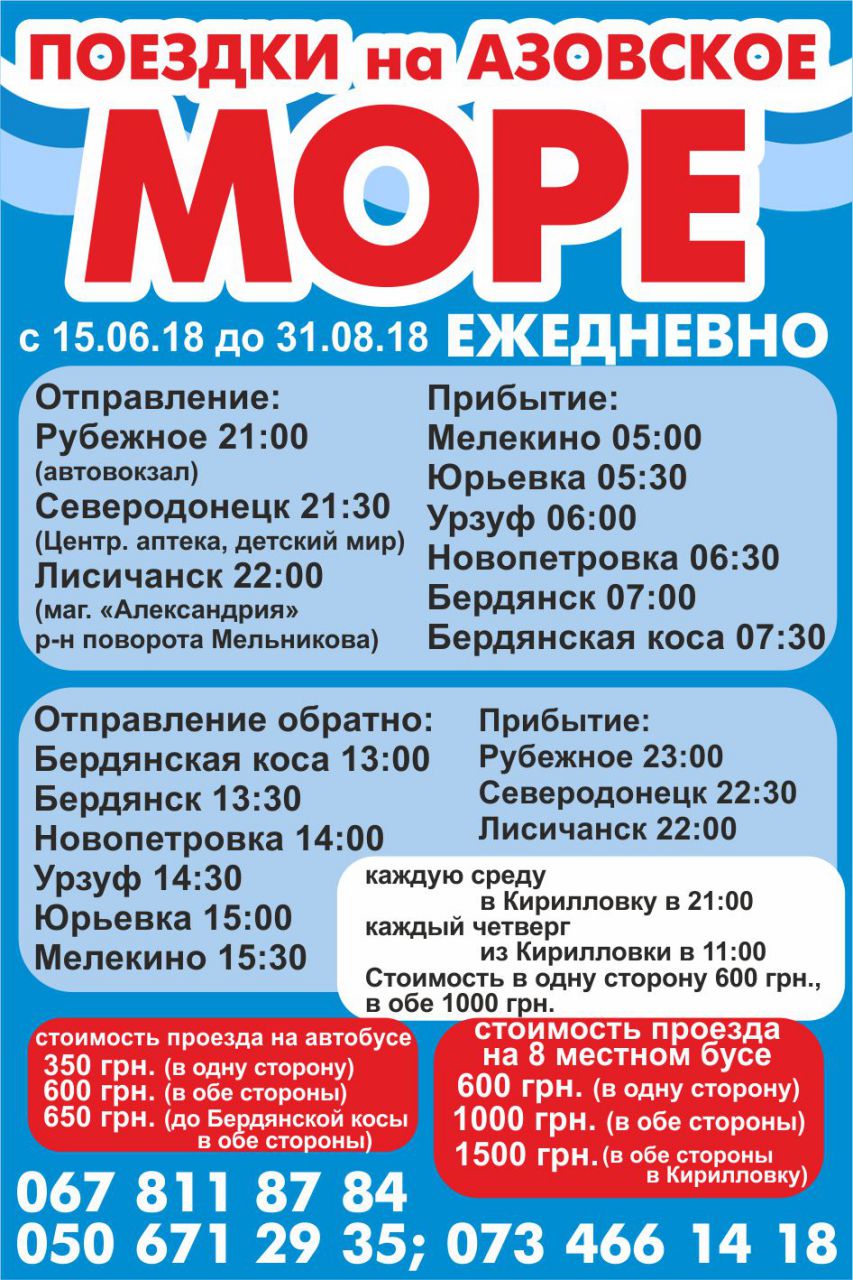 ПОЕЗДКИ на АЗОВСКОЕ
МОРЕ
с 15.06.18 до 31.08.18 ЕЖЕДНЕВНО
Отправление:
Рубежное 21:00
(автовокзал)
Северодонецк 21:30
(Центр. аптека, детский мир)
Лисичанск 22:00
(маг. «Александрия»
р-н поворота Мельникова)
Прибытие:
Мелекино 05:00
Юрьевка 05:30
Урзуф 06:00
Новопетровка 06:30
Бердянск 07:00
Бердянская коса 07:30
Отправление обратно:
Бердянская коса 13:00
Бердянск 13:30
Новопетровка 14:00
Урзуф 14:30
Юрьевка 15:00
Мелекино 15:30
Прибытие:
Рубежное 23:00
Северодонецк 22:30
Лисичанск 22:00
каждую среду
в Кирилловку в 21:00
каждый четверг
из Кирилловки в 11:00
Стоимость в одну сторону 600 грн.,
в обе 1000 грн.
стоимость проезда на автобусе
350 грн. (в одну сторону)
600 грн. (в обе стороны)
650 грн. (до Бердянской косы
в обе стороны)
стоимость проезда
на 8 местном бусе
600 грн. (в одну сторону)
1000 грн. (в обе стороны)
1500 грн. (в обе стороны
в Кирилловку)
067 811 87 84
050 671 29 35; 073 466 14 18